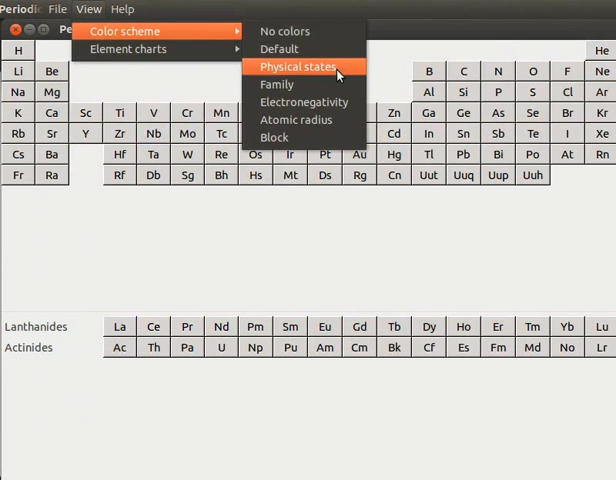 Periodic File View Help
Pe
Color scheme
Element charts
No colors
Default
Physical states
Family
Electronegativity
Atomic radius
Block
H He
Li Be B C N O F Ne
Na Mg Al Si P S Cl Ar
K Ca Sc Ti V Cr Mn Zn Ga Ge As Se Br Kr
Rb Sr Y Zr Nb Mo Tc Cd In Sn Sb Te I Xe
Cs Ba Hf Ta W Re Os Ir Pt Au Hg Tl Pb Bi Po At Rn
Fr Ra Rf Db Sg Bh Hs Mt Ds Rg Cn Uut Uuq Uup Uuh
Lanthanides La Ce Pr Nd Pm Sm Eu Gd Tb Dy Ho Er Tm Yb Lu
Actinides Ac Th Pa U Np Pu Am Cm Bk Cf Es Fm Md No Lr